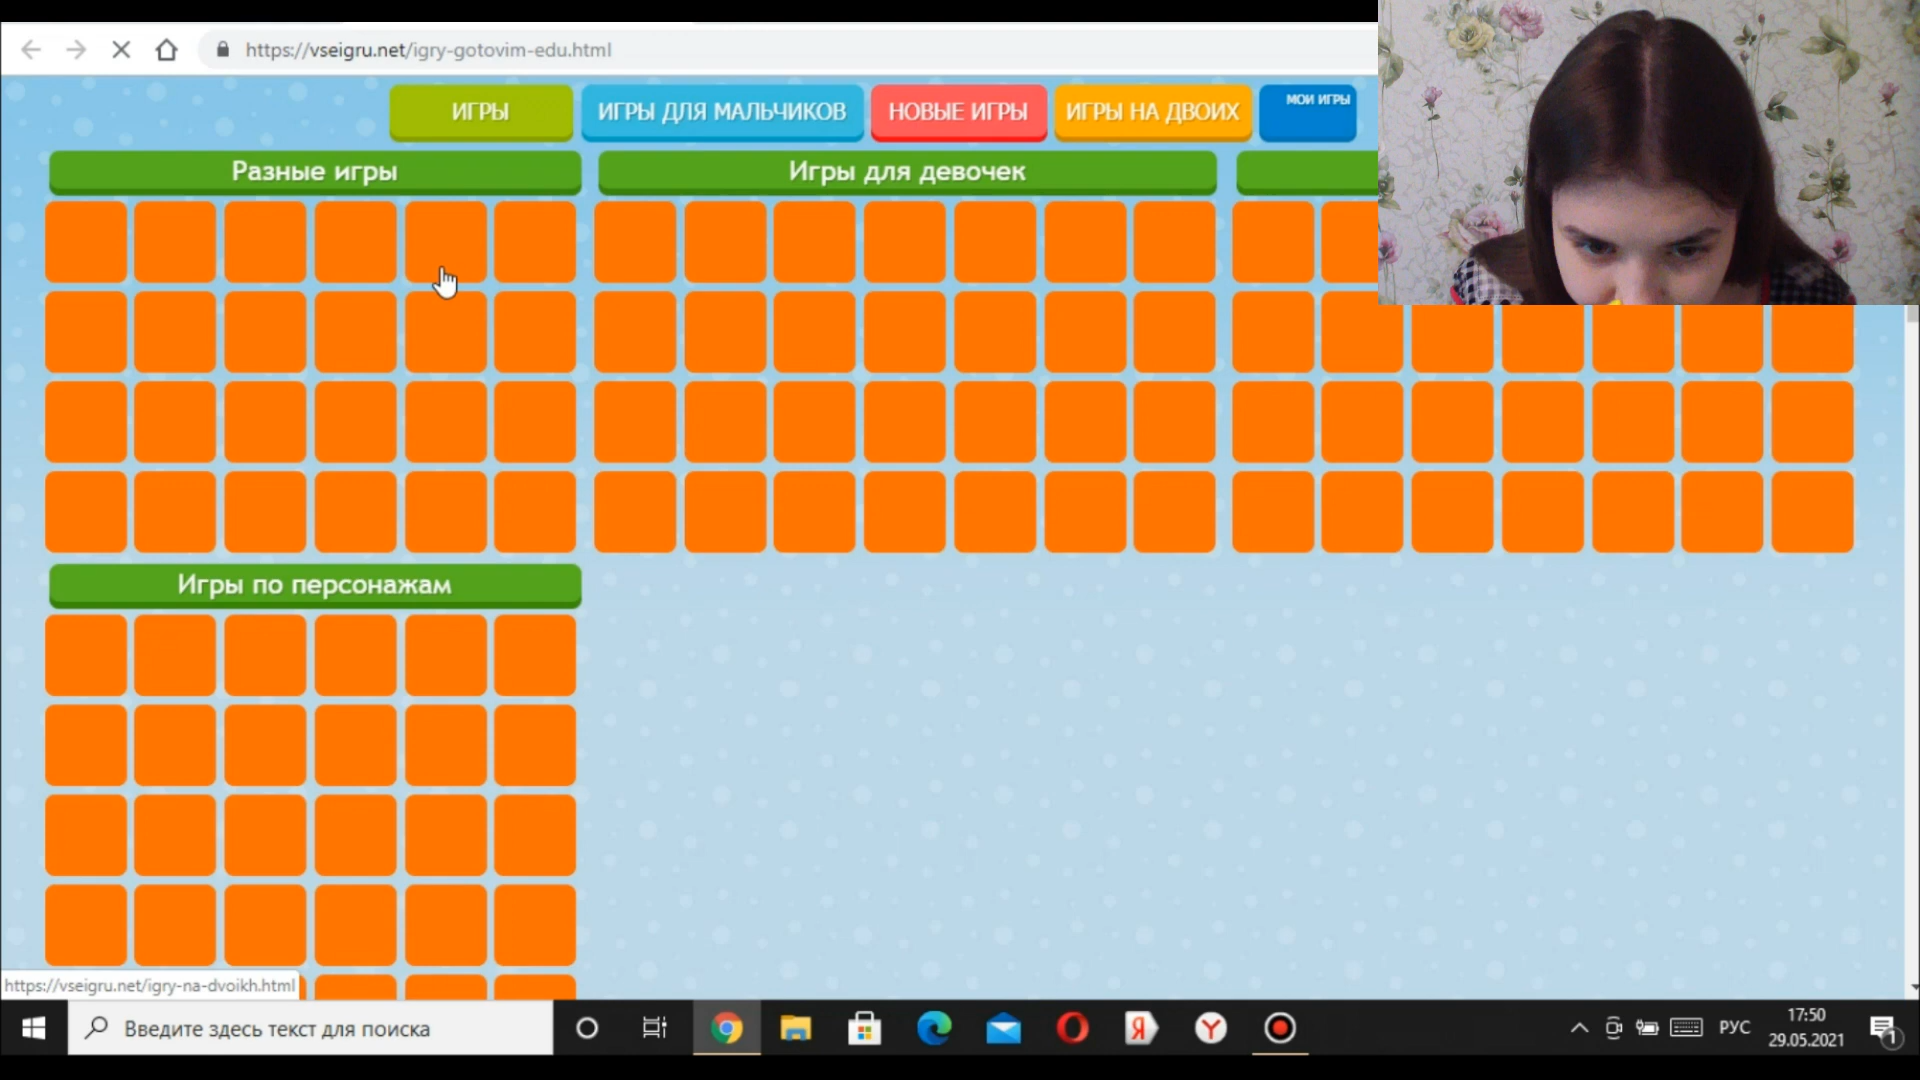 https://vseigru.net/igry-gotovim-edu.html
ИГРЫ
ИГРЫ ДЛЯ МАЛЬЧИКОВ
НОВЫЕ ИГРЫ
ИГРЫ НА ДВОИХ
МОИ ИГРЫ
Разные игры
Игры для девочек
Игры по персонажам
https://vseigru.net/igry-na-dvoikh.html
Введите здесь текст для поиска
Я
Y
РУС
17:50
29.05.2021
1